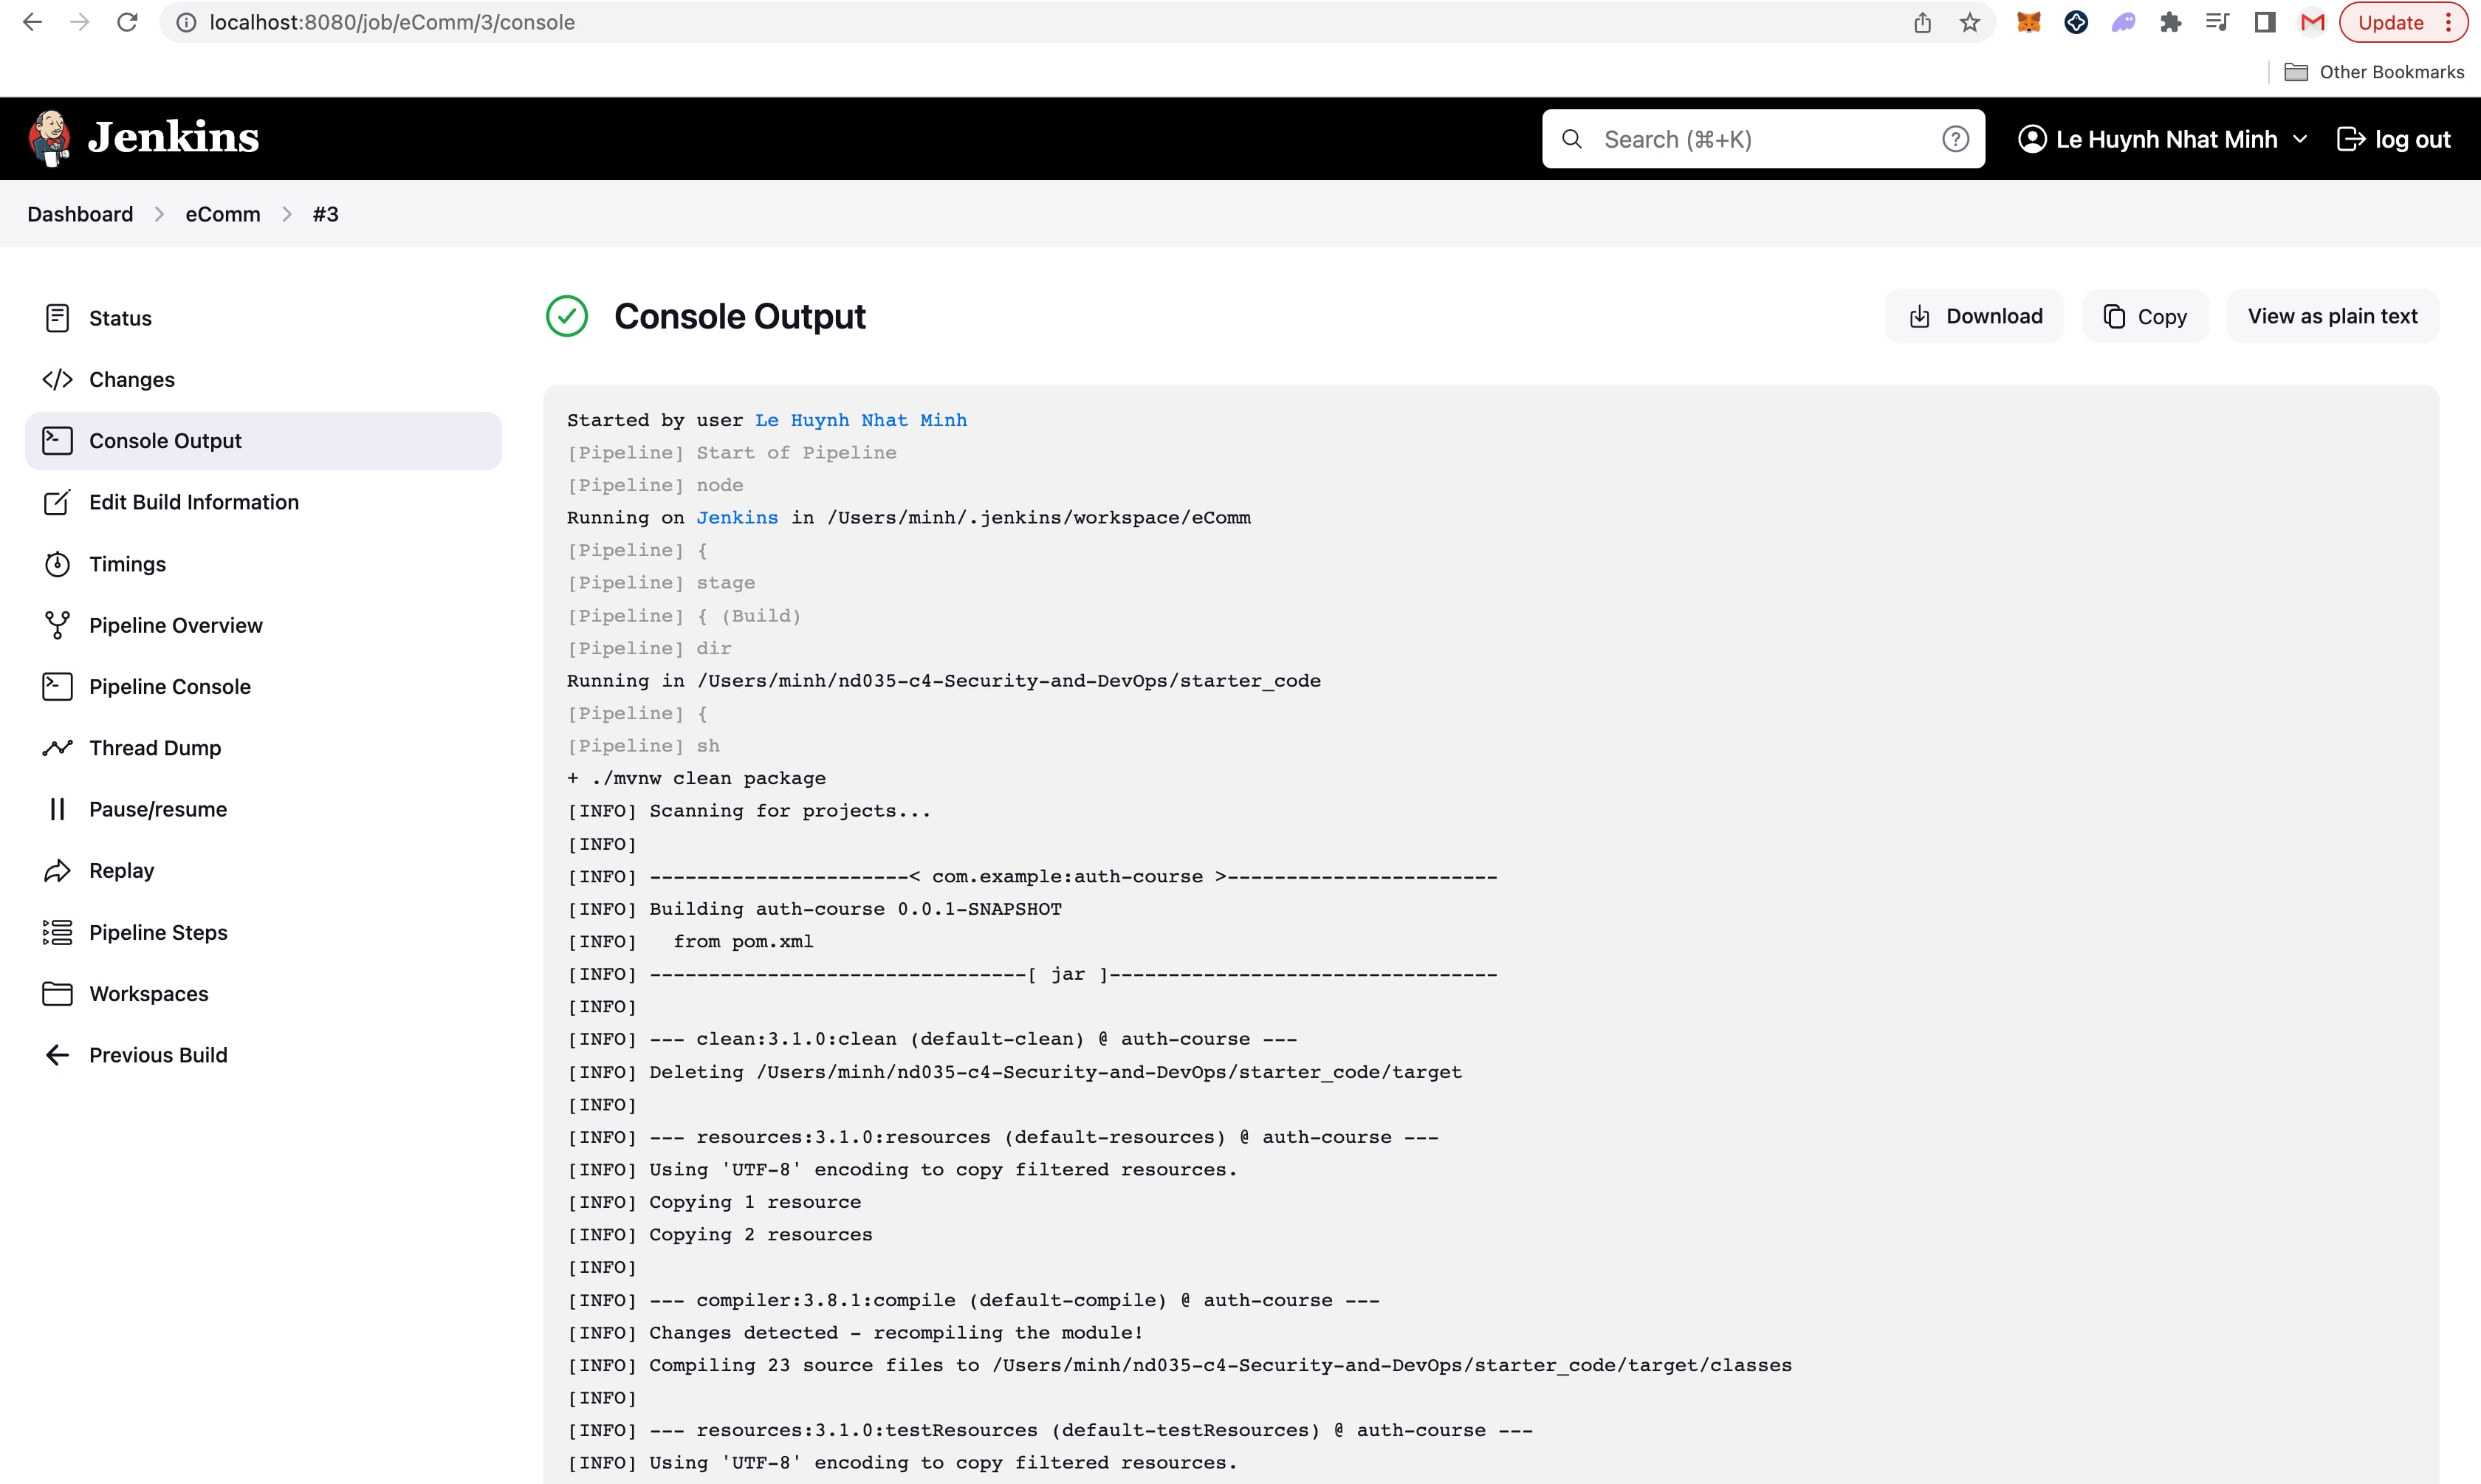 localhost:8080/job/eComm/3/console
Update
Other Bookmarks
Jenkins
Search (⌘+K)
Le Huynh Nhat Minh
log out
Dashboard
eComm
#3
Status
Changes
Console Output
Edit Build Information
Timings
Pipeline Overview
Pipeline Console
Thread Dump
Pause/resume
Replay
Pipeline Steps
Workspaces
Previous Build
Console Output
Download
Copy
View as plain text
Started by user Le Huynh Nhat Minh
[Pipeline] Start of Pipeline
[Pipeline] node
Running on Jenkins in /Users/minh/.jenkins/workspace/eComm
[Pipeline] {
[Pipeline] stage
[Pipeline] { (Build)
[Pipeline] dir
Running in /Users/minh/nd035-c4-Security-and-DevOps/starter_code
[Pipeline] {
[Pipeline] sh
+ ./mvnw clean package
[INFO] Scanning for projects...
[INFO]
[INFO] ----------------------< com.example:auth-course >-----------------------
[INFO] Building auth-course 0.0.1-SNAPSHOT
[INFO]   from pom.xml
[INFO] --------------------------------[ jar ]---------------------------------
[INFO]
[INFO] --- clean:3.1.0:clean (default-clean) @ auth-course ---
[INFO] Deleting /Users/minh/nd035-c4-Security-and-DevOps/starter_code/target
[INFO]
[INFO] --- resources:3.1.0:resources (default-resources) @ auth-course ---
[INFO] Using 'UTF-8' encoding to copy filtered resources.
[INFO] Copying 1 resource
[INFO] Copying 2 resources
[INFO]
[INFO] --- compiler:3.8.1:compile (default-compile) @ auth-course ---
[INFO] Changes detected - recompiling the module!
[INFO] Compiling 23 source files to /Users/minh/nd035-c4-Security-and-DevOps/starter_code/target/classes
[INFO]
[INFO] --- resources:3.1.0:testResources (default-testResources) @ auth-course ---
[INFO] Using 'UTF-8' encoding to copy filtered resources.